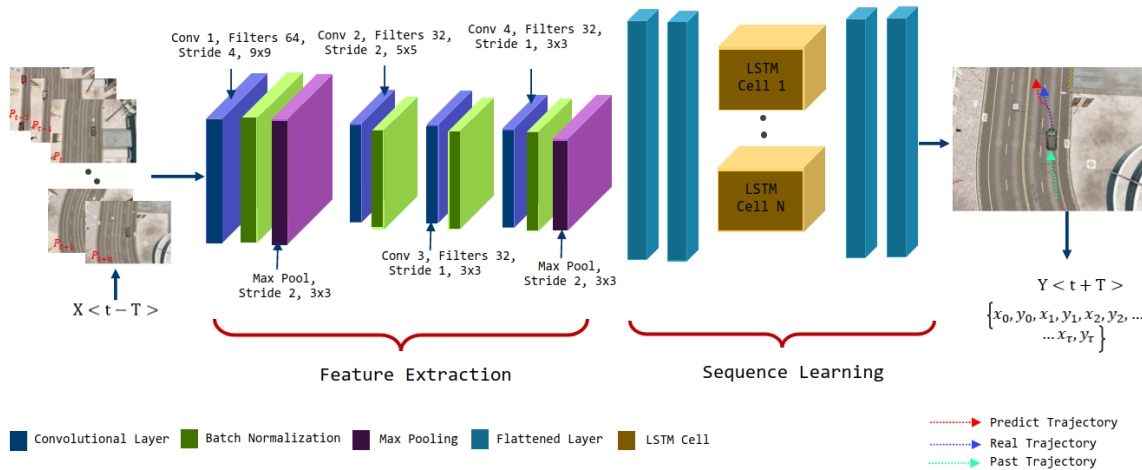 Conv 1, Filters 64,
Stride 4, 9x9
Conv 2, Filters 32,
Stride 2, 5x5
Conv 4, Filters 32,
Stride 1, 3x3
LSTM
Cell 1
LSTM
Cell N
Conv 3, Filters 32,
Stride 1, 3x3
Max Pool,
Stride 2, 3x3
Max Pool,
Stride 2, 3x3
X < t − T >
Y < t + T >
{x₀, y₀, x₁, y₁, x₂, y₂, …
… x_τ, y_τ}
Feature Extraction
Sequence Learning
Convolutional Layer
Batch Normalization
Max Pooling
Flattened Layer
LSTM Cell
Predict Trajectory
Real Trajectory
Past Trajectory